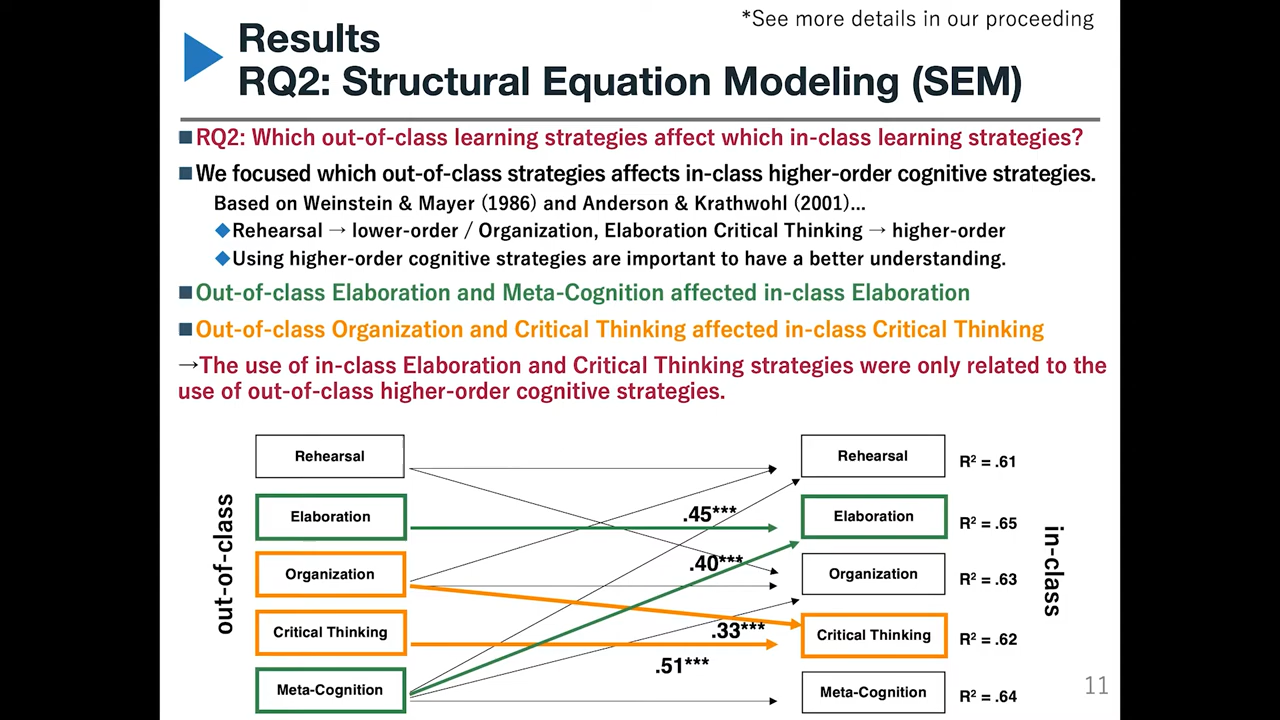 *See more details in our proceeding
Results
RQ2: Structural Equation Modeling (SEM)
RQ2: Which out-of-class learning strategies affect which in-class learning strategies?
We focused which out-of-class strategies affects in-class higher-order cognitive strategies.
Based on Weinstein & Mayer (1986) and Anderson & Krathwohl (2001)...
Rehearsal → lower-order / Organization, Elaboration Critical Thinking → higher-order
Using higher-order cognitive strategies are important to have a better understanding.
Out-of-class Elaboration and Meta-Cognition affected in-class Elaboration
Out-of-class Organization and Critical Thinking affected in-class Critical Thinking
→The use of in-class Elaboration and Critical Thinking strategies were only related to the
use of out-of-class higher-order cognitive strategies.
out-of-class
Rehearsal
Elaboration
Organization
Critical Thinking
Meta-Cognition
.45***
.40***
.33***
.51***
Rehearsal R² = .61
Elaboration R² = .65
Organization R² = .63
Critical Thinking R² = .62
Meta-Cognition R² = .64
in-class
11